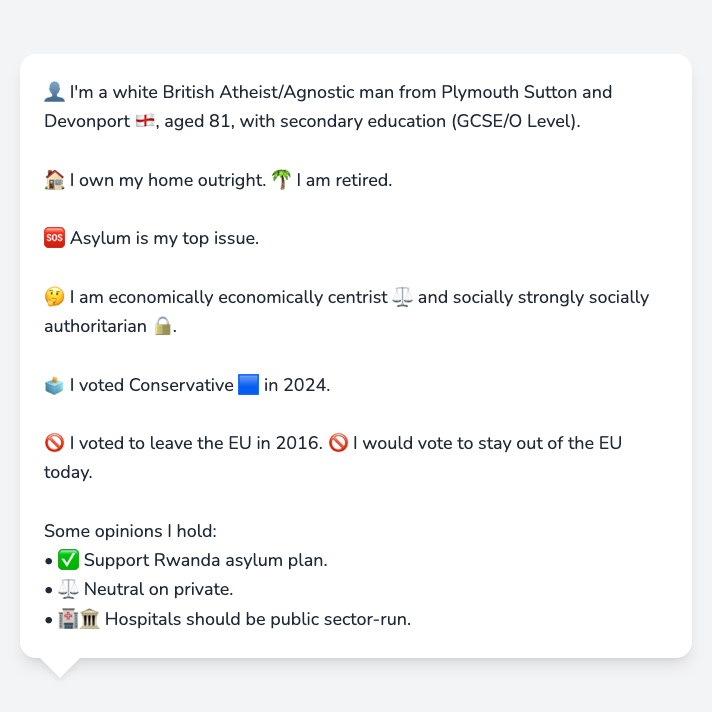 👤 I'm a white British Atheist/Agnostic man from Plymouth Sutton and
Devonport 🏴󠁧󠁢󠁥󠁮󠁧󠁿, aged 81, with secondary education (GCSE/O Level).
🏠 I own my home outright. 🌴 I am retired.
🆘 Asylum is my top issue.
🤔 I am economically economically centrist ⚖️ and socially strongly socially
authoritarian 🔒.
🗳️ I voted Conservative 🟦 in 2024.
🚫 I voted to leave the EU in 2016. 🚫 I would vote to stay out of the EU
today.
Some opinions I hold:
• ✅ Support Rwanda asylum plan.
• ⚖️ Neutral on private.
• 🏥🏛️ Hospitals should be public sector-run.